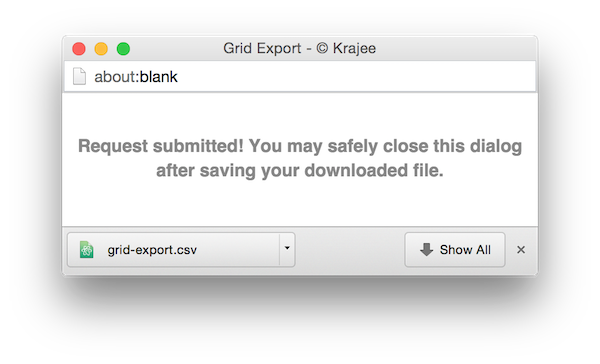 Grid Export - © Krajee
about:blank
Request submitted! You may safely close this dialog
after saving your downloaded file.
grid-export.csv
Show All